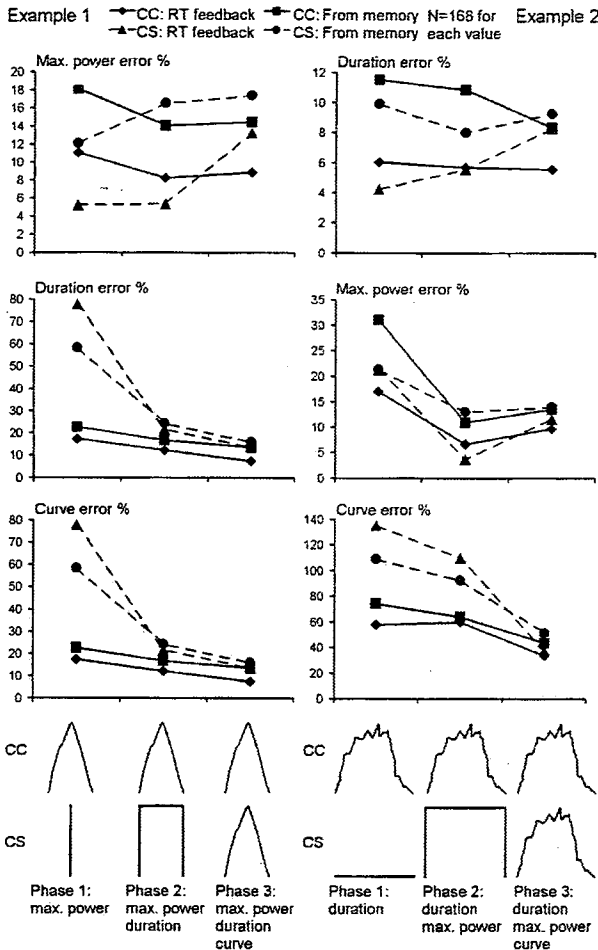 Example 1 CC: RT feedback CC: From memory N=168 for Example 2
CS: RT feedback CS: From memory each value
Max. power error %
20
18
16
14
12
10
8
6
4
2
0
Duration error %
12
10
8
6
4
2
0
Duration error %
80
70
60
50
40
30
20
10
0
Max. power error %
35
30
25
20
15
10
5
0
Curve error %
80
70
60
50
40
30
20
10
0
Curve error %
140
120
100
80
60
40
20
0
CC
CS
Phase 1:
max. power
Phase 2:
max. power
duration
Phase 3:
max. power
duration
curve
Phase 1:
duration
Phase 2:
duration
max. power
Phase 3:
duration
max. power
curve
CC
CS